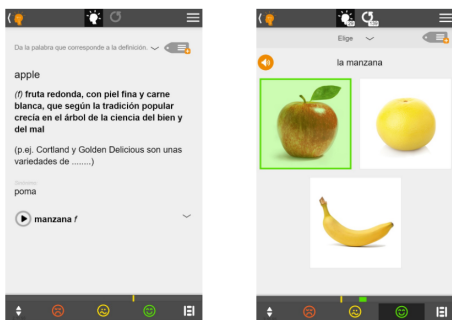 Da la palabra que corresponde a la definición.
apple
(f) fruta redonda, con piel fina y carne
blanca, que según la tradición popular
crecía en el árbol de la ciencia del bien y
del mal
(p.ej. Cortland y Golden Delicious son unas
variedades de ........)
poma
manzana f
Elige
la manzana